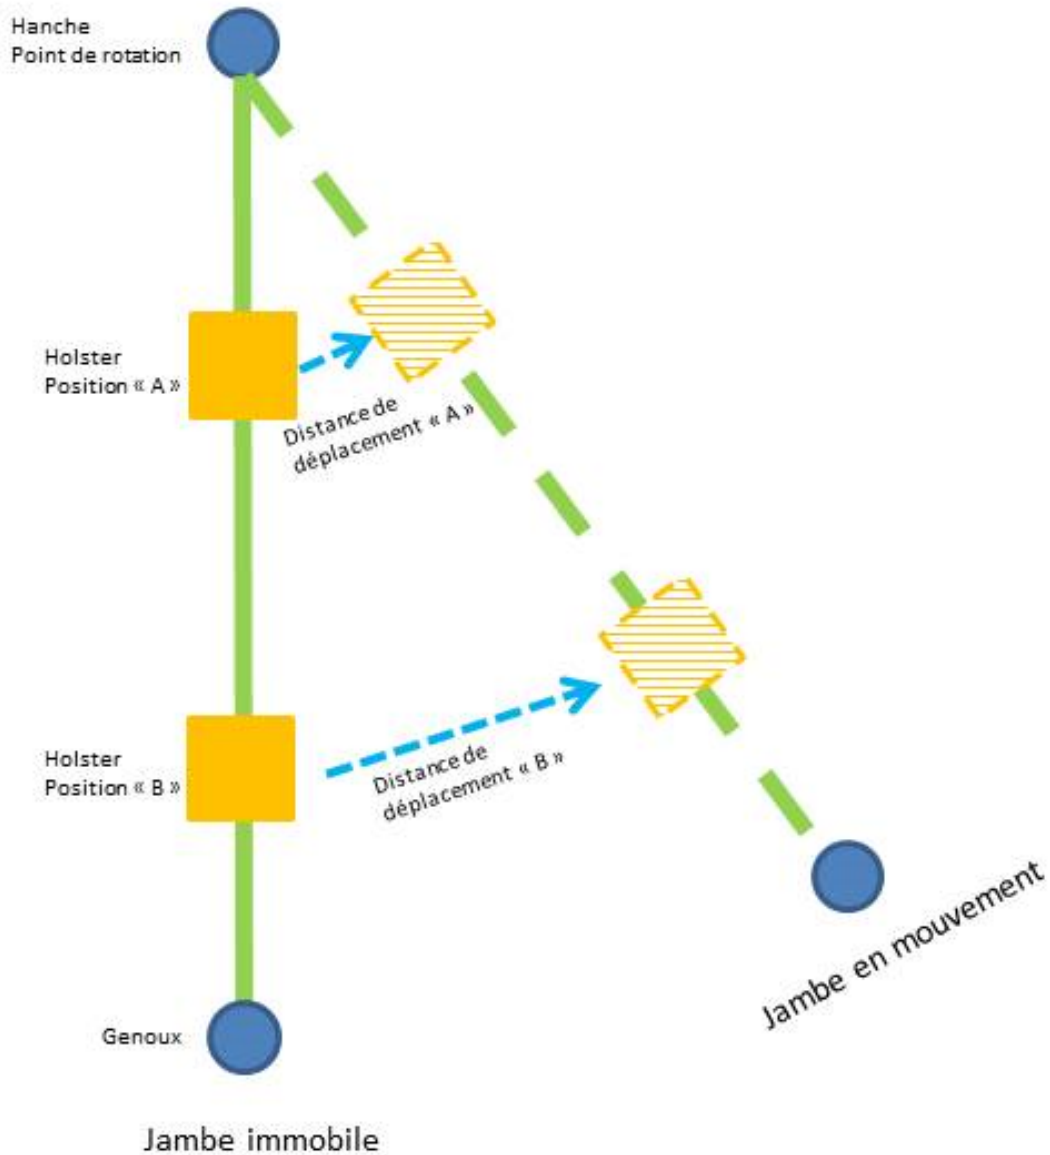 Hanche
Point de rotation
Holster
Position « A »
Distance de
déplacement « A »
Holster
Position « B »
Distance de
déplacement « B »
Jambe en mouvement
Genoux
Jambe immobile